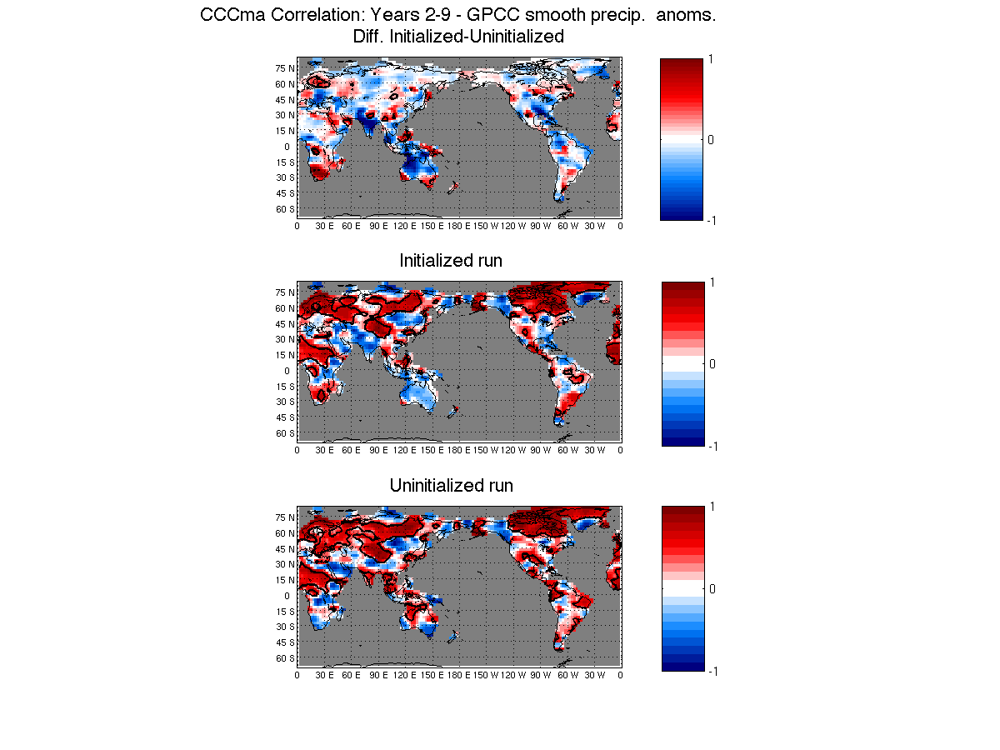 CCCma Correlation: Years 2-9 - GPCC smooth precip.  anoms.
Diff. Initialized-Uninitialized
75 N
60 N
45 N
30 N
15 N
0
15 S
30 S
45 S
60 S
0 30 E 60 E 90 E 120 E 150 E 180 E 150 W 120 W 90 W 60 W 30 W 0
1
0
-1
Initialized run
75 N
60 N
45 N
30 N
15 N
0
15 S
30 S
45 S
60 S
0 30 E 60 E 90 E 120 E 150 E 180 E 150 W 120 W 90 W 60 W 30 W 0
1
0
-1
Uninitialized run
75 N
60 N
45 N
30 N
15 N
0
15 S
30 S
45 S
60 S
0 30 E 60 E 90 E 120 E 150 E 180 E 150 W 120 W 90 W 60 W 30 W 0
1
0
-1